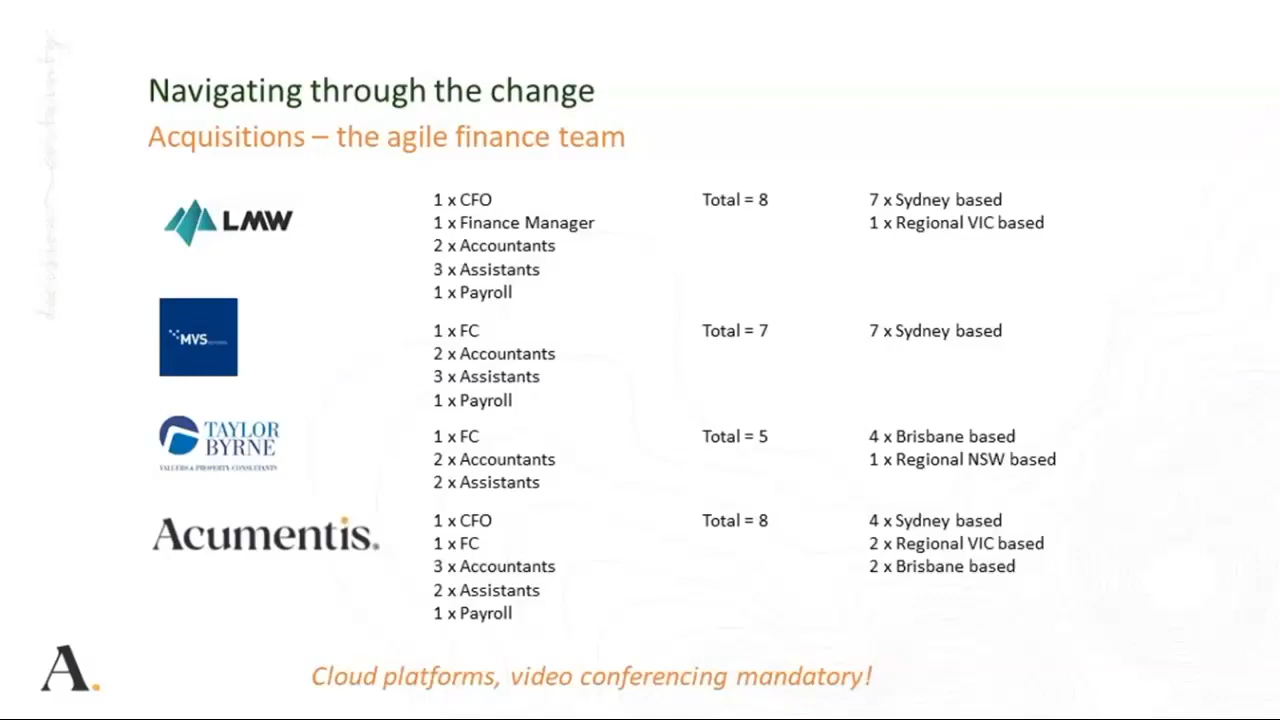 Navigating through the change
Acquisitions – the agile finance team
LMW
1 x CFO
1 x Finance Manager
2 x Accountants
3 x Assistants
1 x Payroll
Total = 8
7 x Sydney based
1 x Regional VIC based
MVS
1 x FC
2 x Accountants
3 x Assistants
1 x Payroll
Total = 7
7 x Sydney based
TAYLOR
BYRNE
VALUERS & PROPERTY CONSULTANTS
1 x FC
2 x Accountants
2 x Assistants
Total = 5
4 x Brisbane based
1 x Regional NSW based
Acumentis.
1 x CFO
1 x FC
3 x Accountants
2 x Assistants
1 x Payroll
Total = 8
4 x Sydney based
2 x Regional VIC based
2 x Brisbane based
A.
Cloud platforms, video conferencing mandatory!